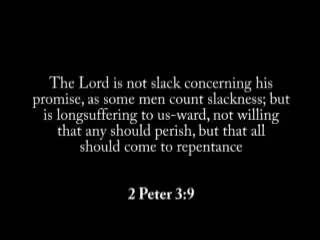 The Lord is not slack concerning his
promise, as some men count slackness; but
is longsuffering to us-ward, not willing
that any should perish, but that all
should come to repentance
2 Peter 3:9